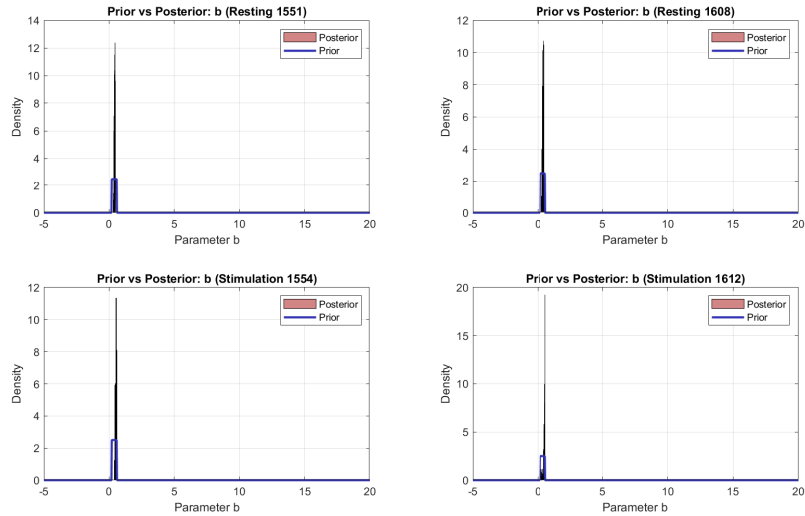 Prior vs Posterior: b (Resting 1551)
14
12
10
8
6
4
2
0
Density
-5 0 5 10 15 20
Parameter b
Posterior
Prior
Prior vs Posterior: b (Resting 1608)
12
10
8
6
4
2
0
Density
-5 0 5 10 15 20
Parameter b
Posterior
Prior
Prior vs Posterior: b (Stimulation 1554)
12
10
8
6
4
2
0
Density
-5 0 5 10 15 20
Parameter b
Posterior
Prior
Prior vs Posterior: b (Stimulation 1612)
20
15
10
5
0
Density
-5 0 5 10 15 20
Parameter b
Posterior
Prior